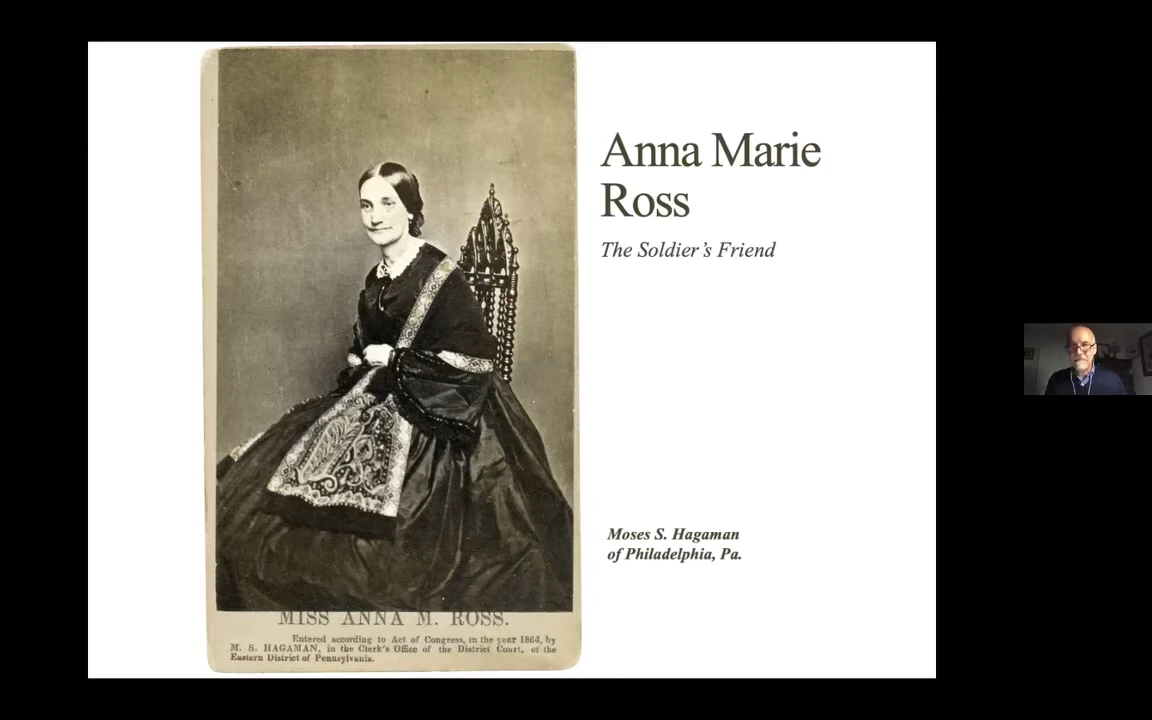 Anna Marie
Ross
The Soldier’s Friend
Moses S. Hagaman
of Philadelphia, Pa.
MISS ANNA M. ROSS.
Entered according to Act of Congress, in the year 1864, by
M. S. HAGAMAN, in the Clerk's Office of the District Court, of the
Eastern District of Pennsylvania.